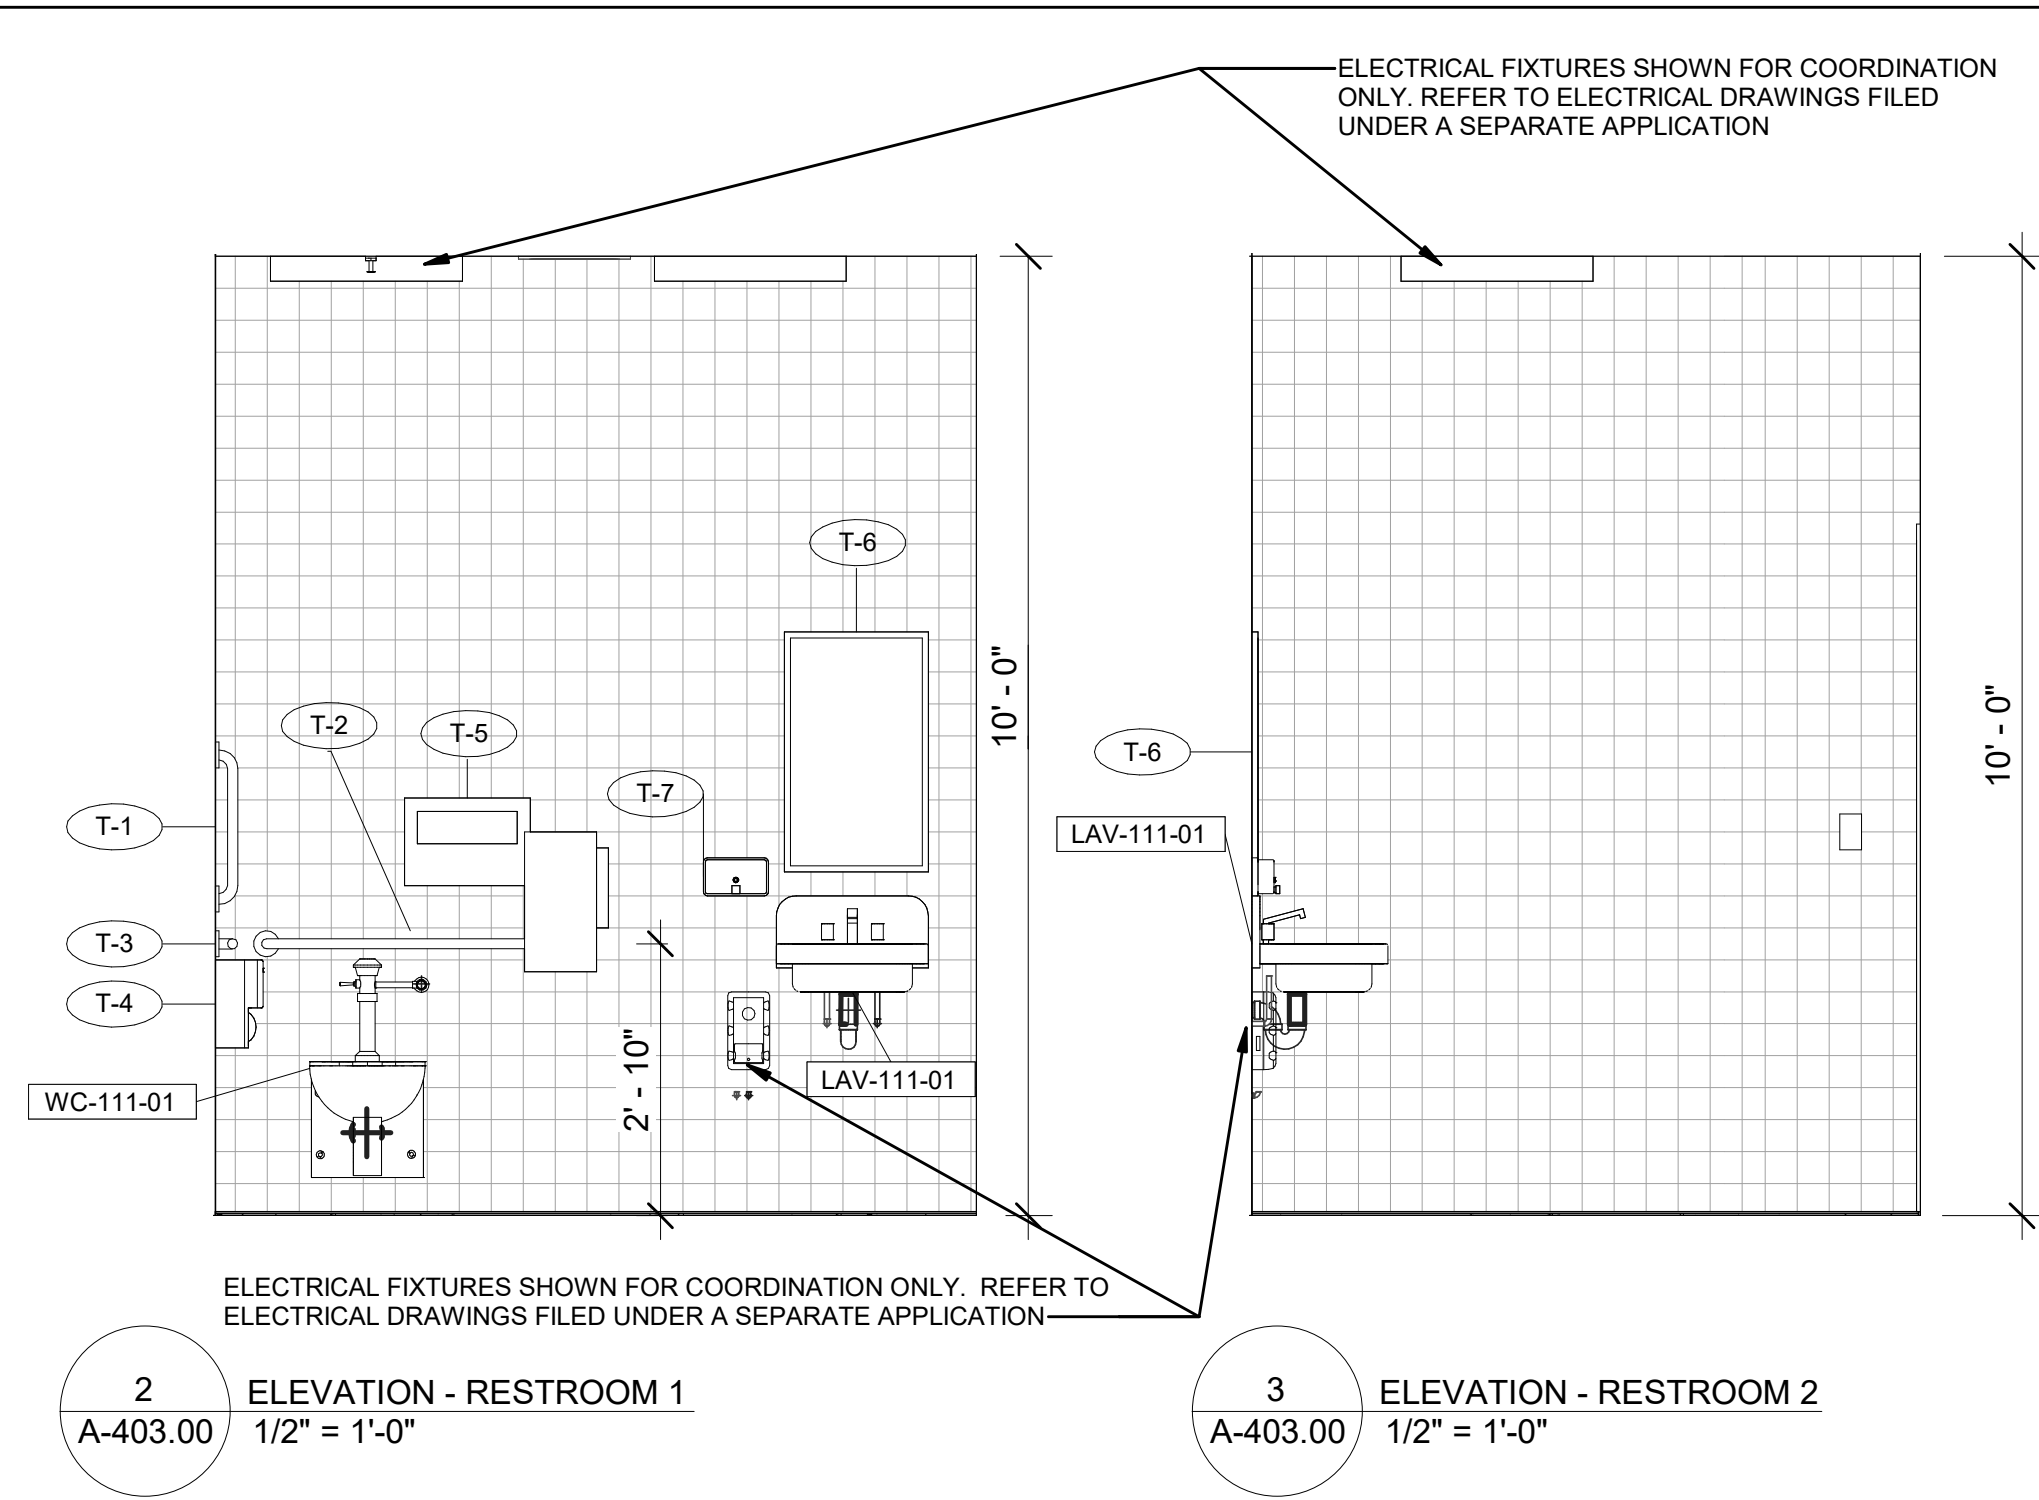 ELECTRICAL FIXTURES SHOWN FOR COORDINATION
ONLY. REFER TO ELECTRICAL DRAWINGS FILED
UNDER A SEPARATE APPLICATION
T-6
T-2
T-5
T-7
T-1
T-3
T-4
WC-111-01
LAV-111-01
2' - 10"
10' - 0"
T-6
LAV-111-01
10' - 0"
ELECTRICAL FIXTURES SHOWN FOR COORDINATION ONLY. REFER TO
ELECTRICAL DRAWINGS FILED UNDER A SEPARATE APPLICATION
2
A-403.00
ELEVATION - RESTROOM 1
1/2" = 1'-0"
3
A-403.00
ELEVATION - RESTROOM 2
1/2" = 1'-0"